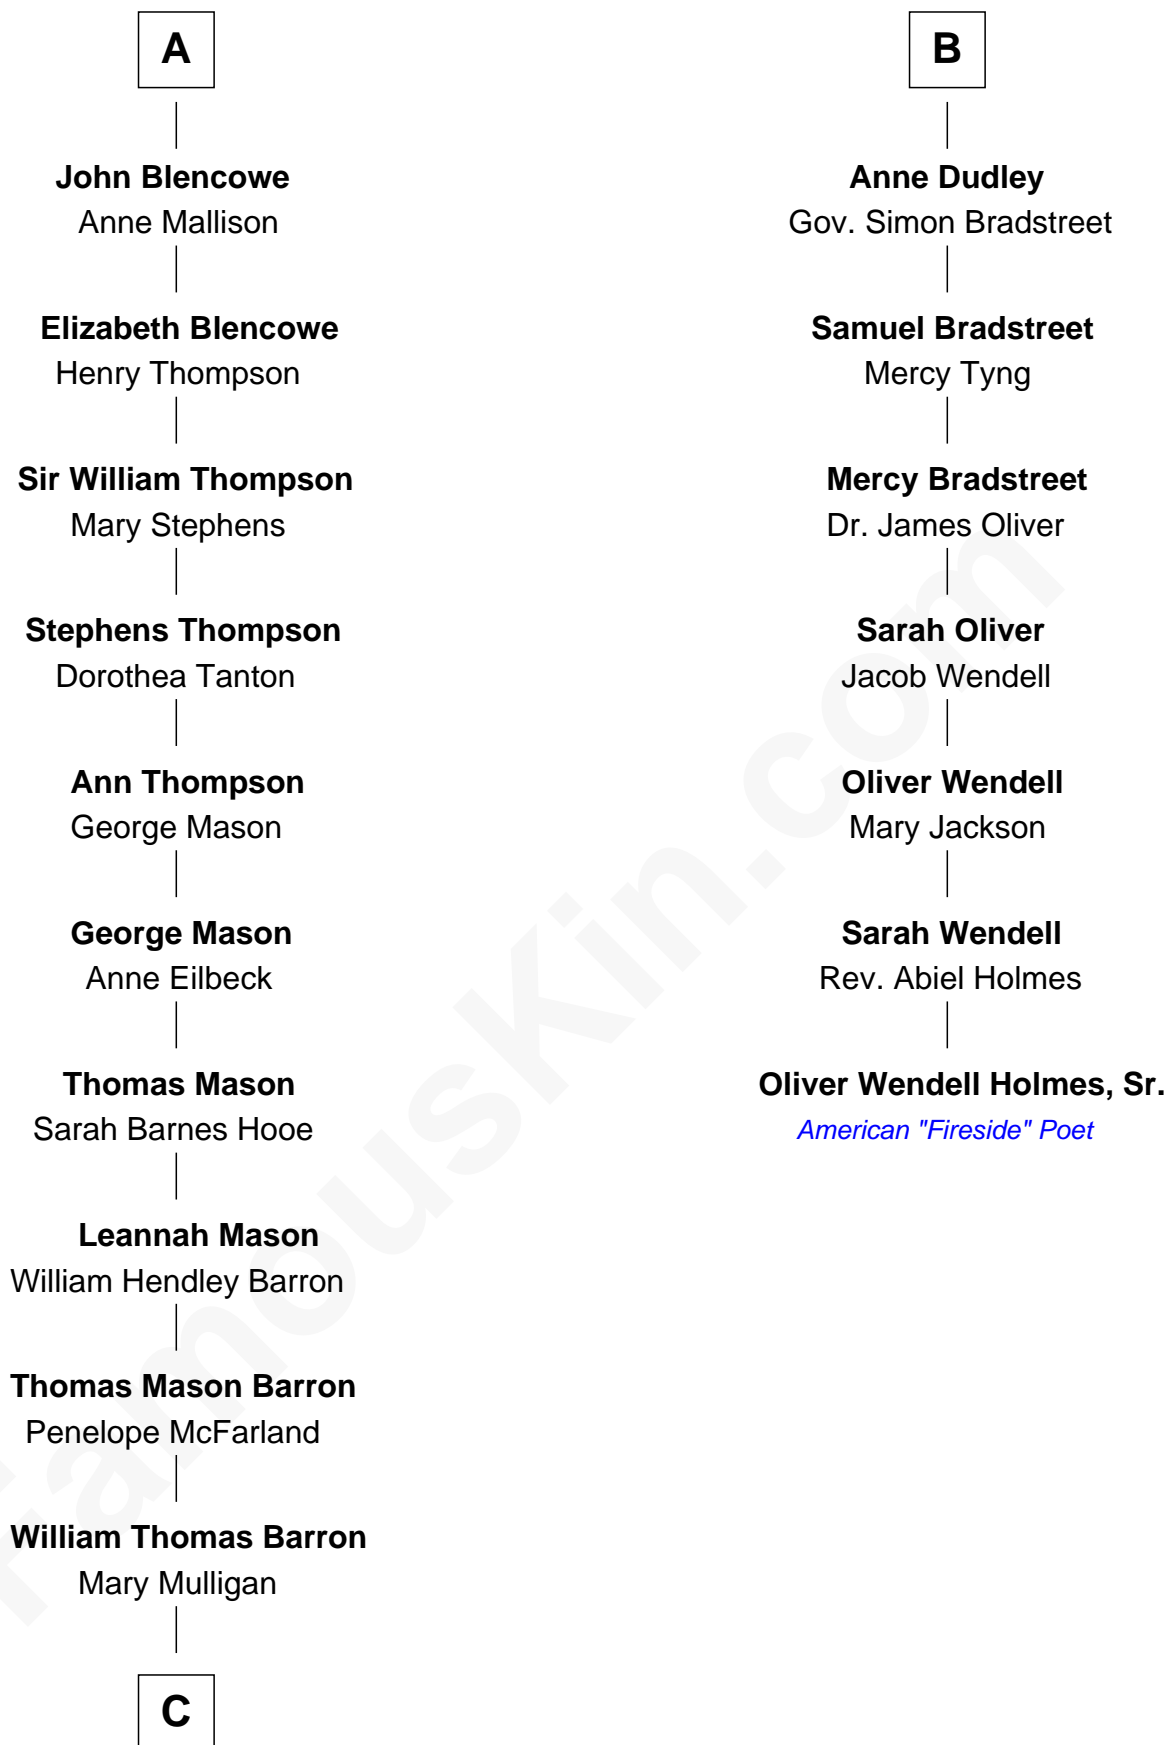 A
John Blencowe
Anne Mallison
Elizabeth Blencowe
Henry Thompson
Sir William Thompson
Mary Stephens
Stephens Thompson
Dorothea Tanton
Ann Thompson
George Mason
George Mason
Anne Eilbeck
Thomas Mason
Sarah Barnes Hooe
Leannah Mason
William Hendley Barron
Thomas Mason Barron
Penelope McFarland
William Thomas Barron
Mary Mulligan
C
B
Anne Dudley
Gov. Simon Bradstreet
Samuel Bradstreet
Mercy Tyng
Mercy Bradstreet
Dr. James Oliver
Sarah Oliver
Jacob Wendell
Oliver Wendell
Mary Jackson
Sarah Wendell
Rev. Abiel Holmes
Oliver Wendell Holmes, Sr.
American "Fireside" Poet
FamousKin.com